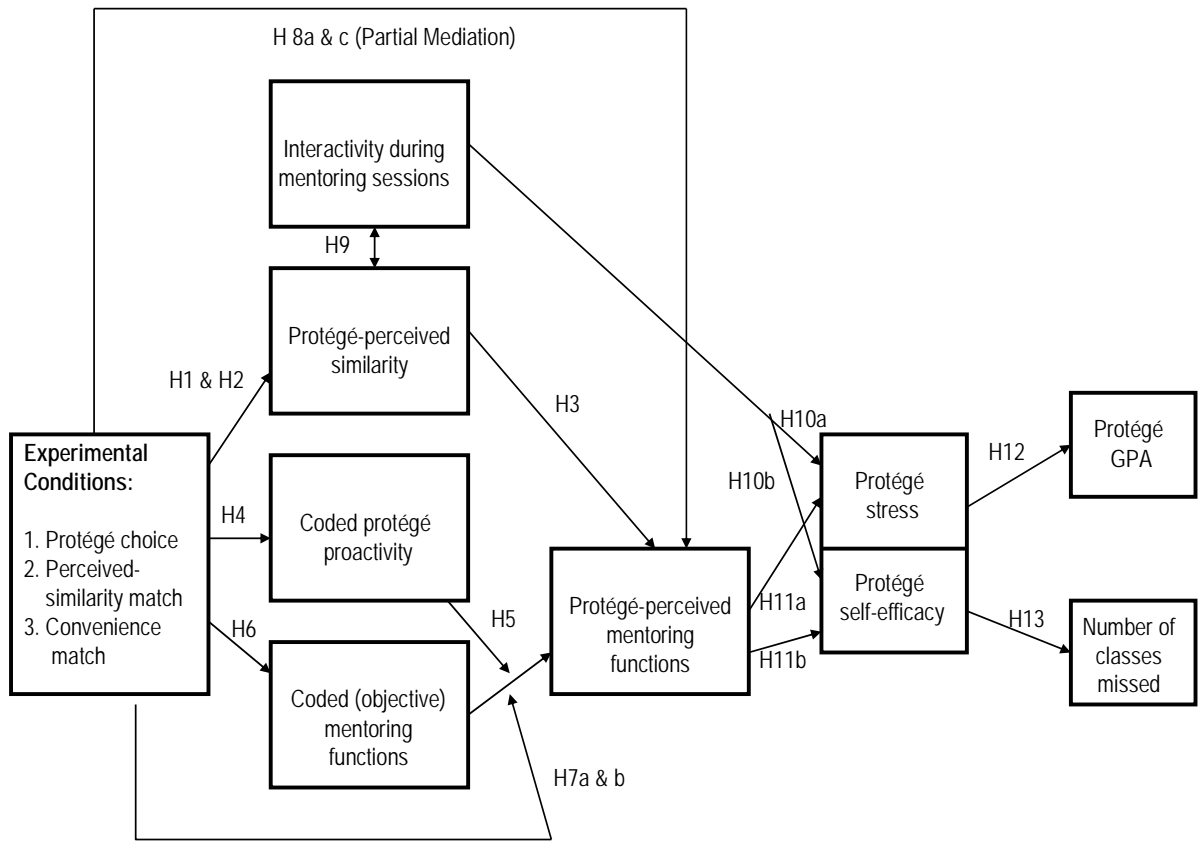 H 8a & c (Partial Mediation)
Interactivity during
mentoring sessions
H9
Protégé-perceived
similarity
H1 & H2
H3
Experimental
Conditions:
1. Protégé choice
2. Perceived-
similarity match
3. Convenience
match
H4
Coded protégé
proactivity
H5
H6
Coded (objective)
mentoring
functions
H7a & b
Protégé-perceived
mentoring
functions
H10a
H10b
H11a
H11b
Protégé
stress
Protégé
self-efficacy
H12
Protégé
GPA
H13
Number of
classes
missed